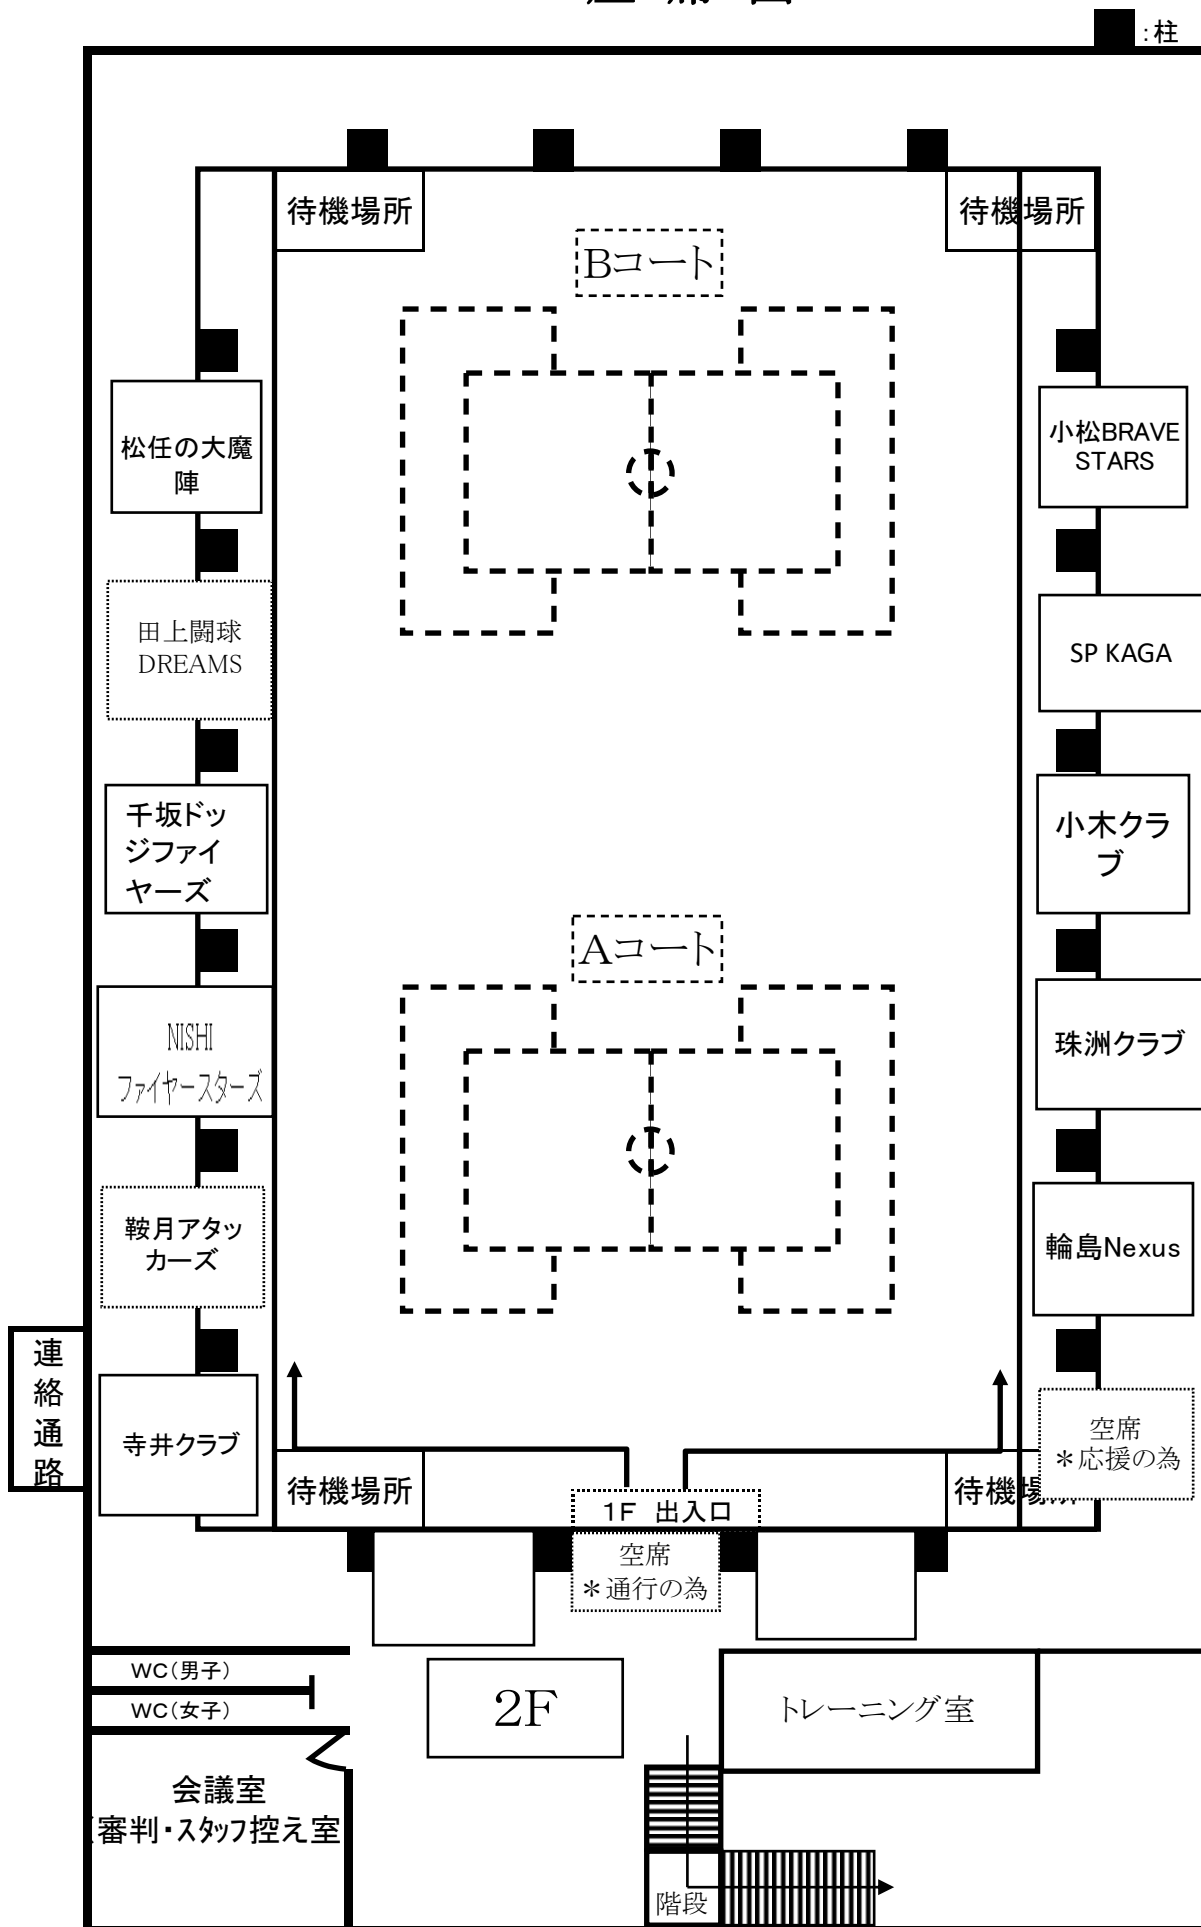 :柱
待機場所
待機場所
Bコート
松任の大魔
陣
小松BRAVE
STARS
田上闘球
DREAMS
SP KAGA
千坂ドッ
ジファイ
ヤーズ
小木クラ
ブ
Aコート
NISHI
ファイヤースターズ
珠洲クラブ
鞍月アタッ
カーズ
輪島Nexus
連
絡
通
路
寺井クラブ
空席
＊応援の為
待機場所
1F 出入口
待機場所
空席
＊通行の為
WC(男子)
WC(女子)
2F
トレーニング室
会議室
審判・スタッフ控え室
階段